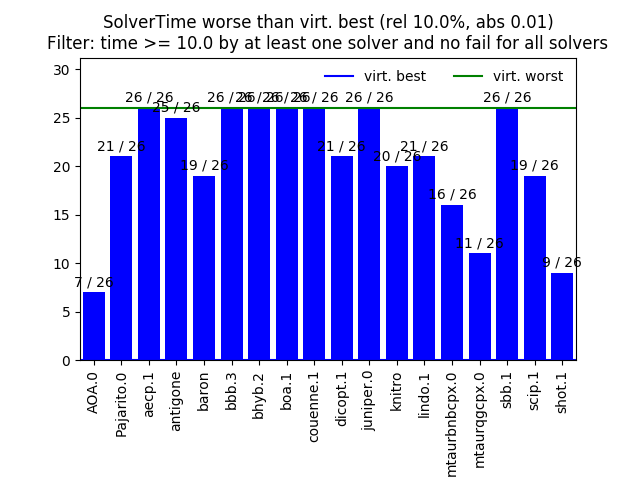 SolverTime worse than virt. best (rel 10.0%, abs 0.01)
Filter: time >= 10.0 by at least one solver and no fail for all solvers
virt. best
virt. worst
30
25
20
15
10
5
0
7 / 26
21 / 26
26 / 26
25 / 26
19 / 26
26 / 26
26 / 26
26 / 26
26 / 26
21 / 26
26 / 26
20 / 26
21 / 26
16 / 26
11 / 26
26 / 26
19 / 26
9 / 26
AOA.0
Pajarito.0
aecp.1
antigone
baron
bbb.3
bhyb.2
boa.1
couenne.1
dicopt.1
juniper.0
knitro
lindo.1
mtaurbnbcpx.0
mtaurqgcpx.0
sbb.1
scip.1
shot.1